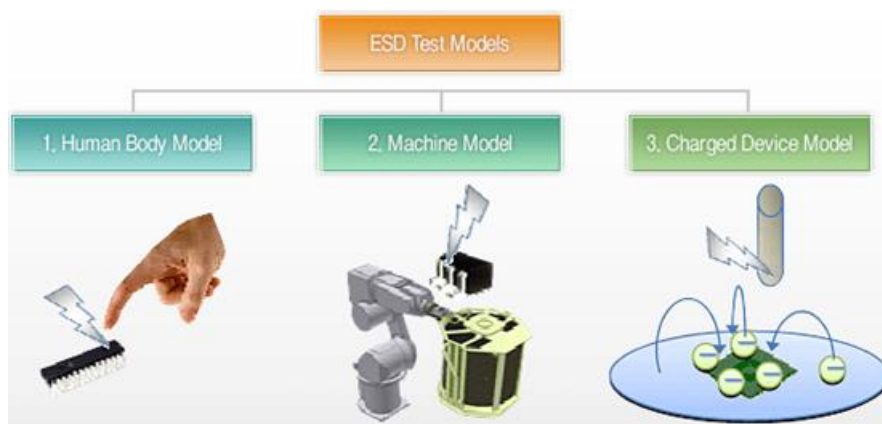 ESD Test Models
1, Human Body Model
2, Machine Model
3. Charged Device Model